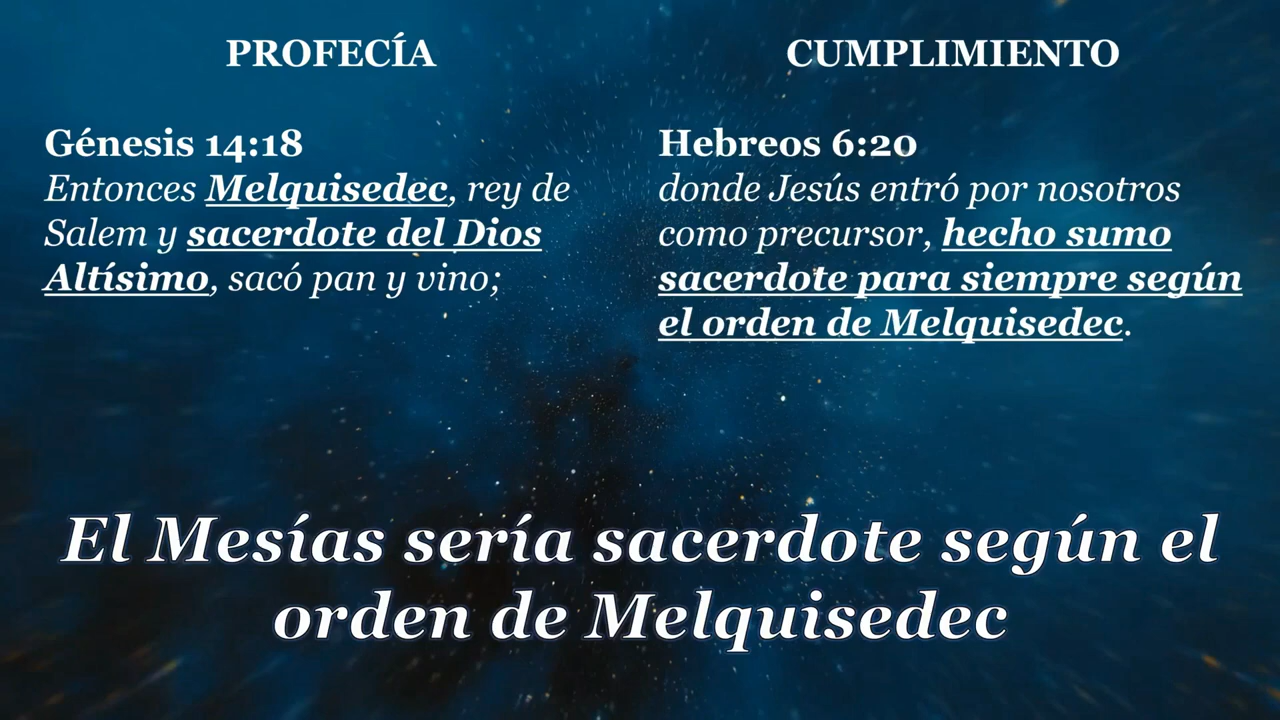 PROFECÍA
Génesis 14:18
Entonces Melquisedec, rey de
Salem y sacerdote del Dios
Altísimo, sacó pan y vino;
CUMPLIMIENTO
Hebreos 6:20
donde Jesús entró por nosotros
como precursor, hecho sumo
sacerdote para siempre según
el orden de Melquisedec.
El Mesías sería sacerdote según el
orden de Melquisedec